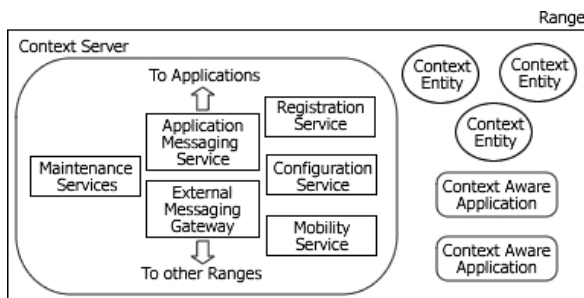 Range
Context Server
To Applications
Application
Messaging
Service
Registration
Service
Maintenance
Services
Configuration
Service
External
Messaging
Gateway
Mobility
Service
To other Ranges
Context
Entity
Context
Entity
Context
Entity
Context Aware
Application
Context Aware
Application